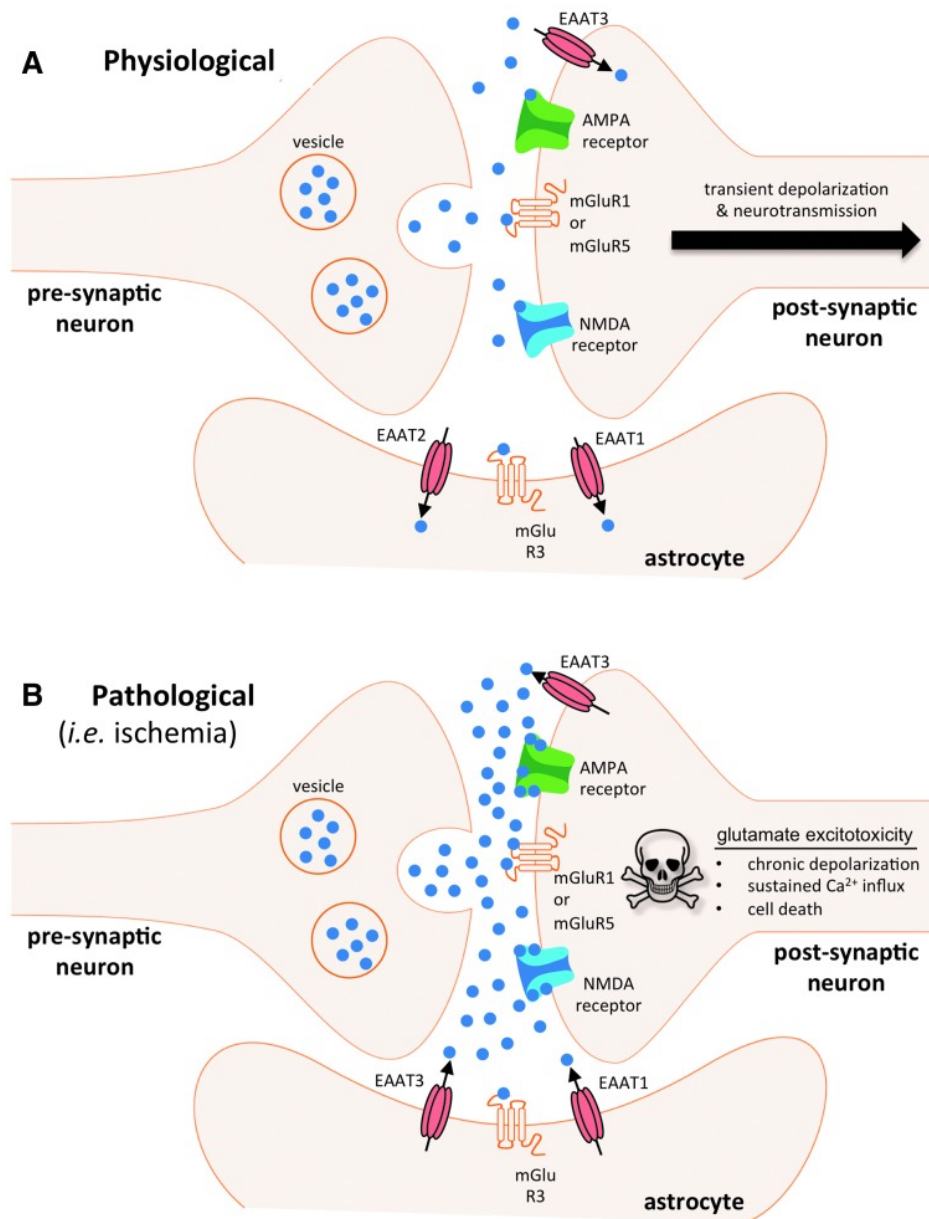 A Physiological
EAAT3
AMPA
receptor
vesicle
mGluR1
or
mGluR5
transient depolarization
& neurotransmission
pre-synaptic
neuron
NMDA
receptor
post-synaptic
neuron
EAAT2
EAAT1
mGlu
R3
astrocyte
B Pathological
(i.e. ischemia)
EAAT3
AMPA
receptor
vesicle
mGluR1
or
mGluR5
glutamate excitotoxicity
• chronic depolarization
• sustained Ca²⁺ influx
• cell death
pre-synaptic
neuron
NMDA
receptor
post-synaptic
neuron
EAAT3
EAAT1
mGlu
R3
astrocyte